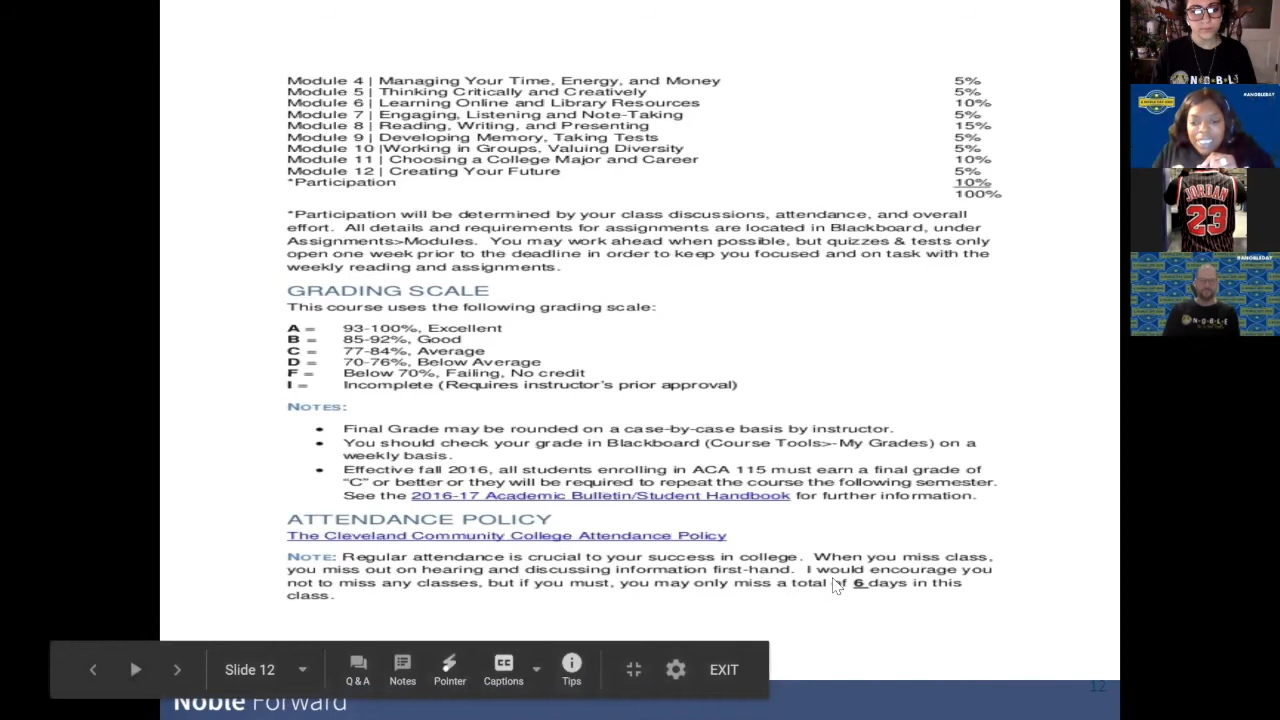 Module 4 | Managing Your Time, Energy, and Money 5%
Module 5 | Thinking Critically and Creatively 5%
Module 6 | Learning Online and Library Resources 10%
Module 7 | Engaging, Listening and Note-Taking 5%
Module 8 | Reading, Writing, and Presenting 15%
Module 9 | Developing Memory, Taking Tests 5%
Module 10 |Working in Groups, Valuing Diversity 5%
Module 11 | Choosing a College Major and Career 10%
Module 12 | Creating Your Future 5%
*Participation 10%
100%
*Participation will be determined by your class discussions, attendance, and overall
effort. All details and requirements for assignments are located in Blackboard, under
Assignments>Modules. You may work ahead when possible, but quizzes & tests only
open one week prior to the deadline in order to keep you focused and on task with the
weekly reading and assignments.
GRADING SCALE
This course uses the following grading scale:
A = 93-100%, Excellent
B = 85-92%, Good
C = 77-84%, Average
D = 70-76%, Below Average
F = Below 70%, Failing, No credit
I = Incomplete (Requires instructor's prior approval)
NOTES:
• Final Grade may be rounded on a case-by-case basis by instructor.
• You should check your grade in Blackboard (Course Tools>-My Grades) on a
weekly basis.
• Effective fall 2016, all students enrolling in ACA 115 must earn a final grade of
“C” or better or they will be required to repeat the course the following semester.
See the 2016-17 Academic Bulletin/Student Handbook for further information.
ATTENDANCE POLICY
The Cleveland Community College Attendance Policy
NOTE: Regular attendance is crucial to your success in college. When you miss class,
you miss out on hearing and discussing information first-hand. I would encourage you
not to miss any classes, but if you must, you may only miss a total of 6 days in this
class.
Slide 12
Q & A
Notes
Pointer
Captions
CC
Tips
EXIT
12
Noble Forward
NOBLE
#ANOBLEDAY
JORDAN
23
#ANOBLEDAY
NOBLE